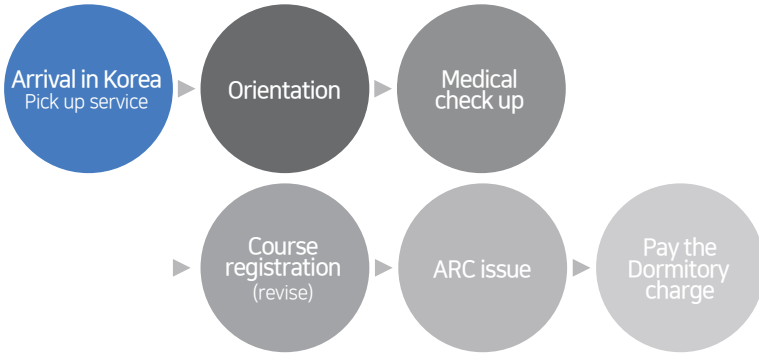 Arrival in Korea
Pick up service
Orientation
Medical
check up
Course
registration
(revise)
ARC issue
Pay the
Dormitory
charge